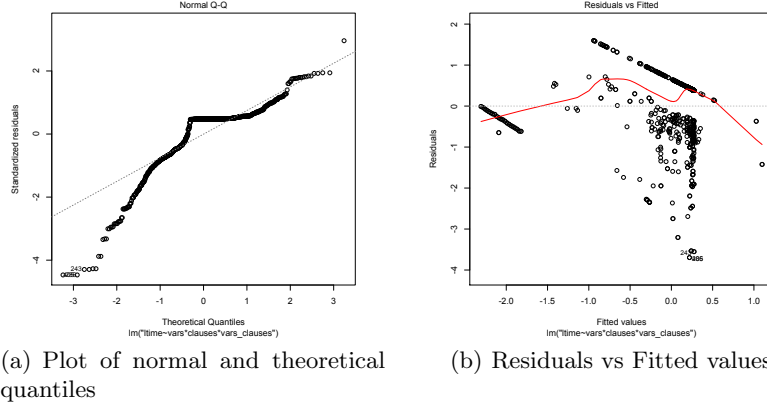 Normal Q-Q
Standardized residuals
2
0
-2
-4
243
-3 -2 -1 0 1 2 3
Theoretical Quantiles
lm("ltime~vars*clauses*vars_clauses")
(a) Plot of normal and theoretical
quantiles
Residuals vs Fitted
Residuals
2
1
0
-1
-2
-3
-4
-2.0 -1.5 -1.0 -0.5 0.0 0.5 1.0
Fitted values
lm("ltime~vars*clauses*vars_clauses")
(b) Residuals vs Fitted values